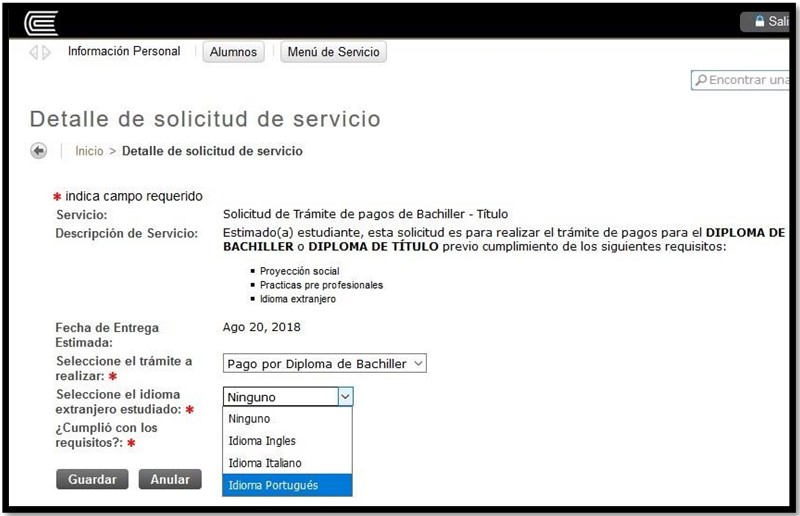 Sali
Información Personal
Alumnos
Menú de Servicio
Encontrar una
Detalle de solicitud de servicio
Inicio > Detalle de solicitud de servicio
* indica campo requerido
Servicio: Solicitud de Trámite de pagos de Bachiller - Título
Descripción de Servicio: Estimado(a) estudiante, esta solicitud es para realizar el trámite de pagos para el DIPLOMA DE
BACHILLER o DIPLOMA DE TÍTULO previo cumplimiento de los siguientes requisitos:
▪ Proyección social
▪ Practicas pre profesionales
▪ Idioma extranjero
Fecha de Entrega Ago 20, 2018
Estimada:
Seleccione el trámite a
realizar: * Pago por Diploma de Bachiller
Seleccione el idioma Ninguno
extranjero estudiado: *
Ninguno
¿Cumplió con los
requisitos?: * Idioma Ingles
Idioma Italiano
Idioma Portugués
Guardar Anular